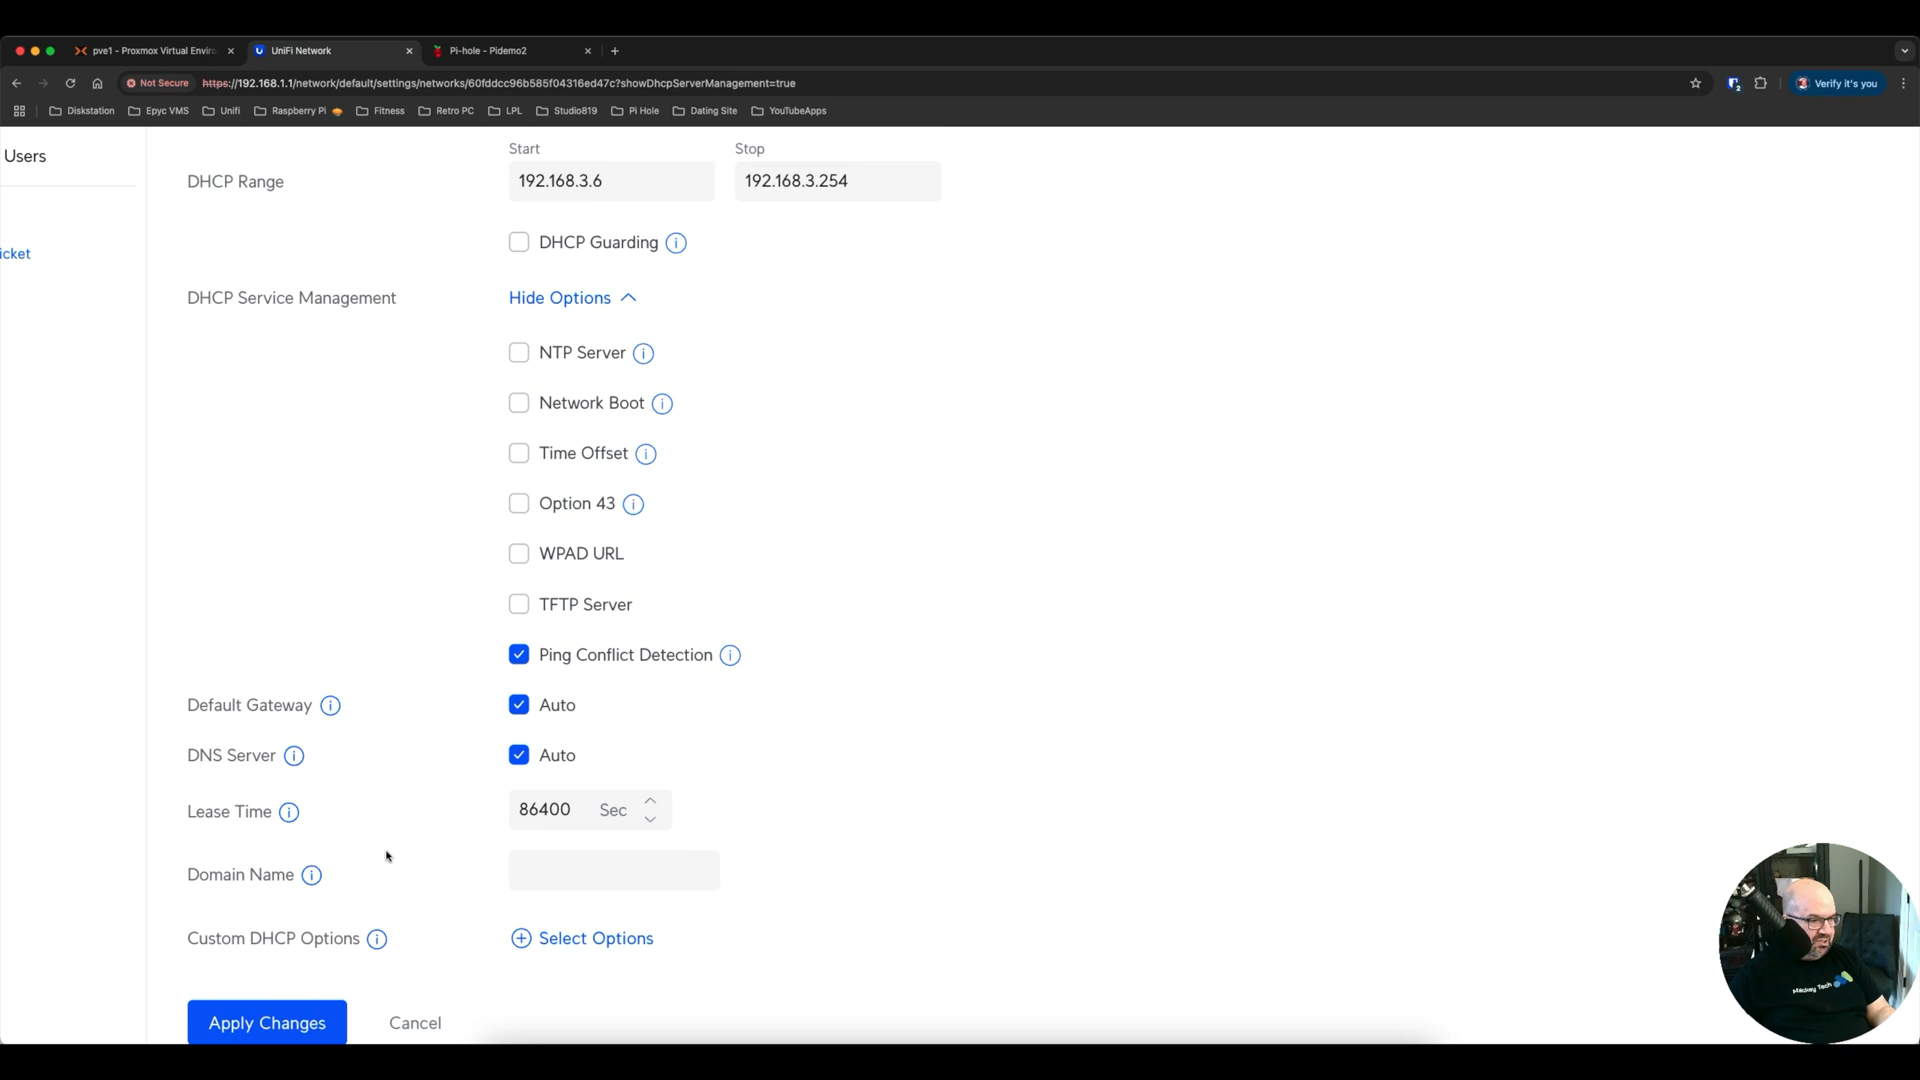 pve1 - Proxmox Virtual Enviro
UniFi Network
Pi-hole - Pidemo2
Not Secure
https://192.168.1.1/network/default/settings/networks/60fddcc96b585f04316ed47c?showDhcpServerManagement=true
Verify it's you
Diskstation
Epyc VMS
Unifi
Raspberry Pi
Fitness
Retro PC
LPL
Studio819
Pi Hole
Dating Site
YouTubeApps
Users
icket
Start
Stop
DHCP Range
192.168.3.6
192.168.3.254
DHCP Guarding
DHCP Service Management
Hide Options
NTP Server
Network Boot
Time Offset
Option 43
WPAD URL
TFTP Server
Ping Conflict Detection
Default Gateway
Auto
DNS Server
Auto
Lease Time
86400 Sec
Domain Name
Custom DHCP Options
Select Options
Apply Changes
Cancel
Mackey Tech